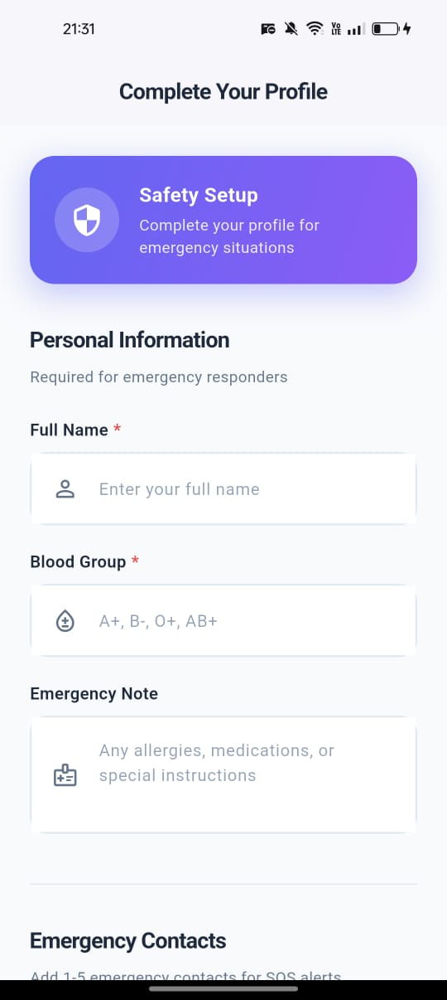 21:31
Vo
LTE
Complete Your Profile
Safety Setup
Complete your profile for
emergency situations
Personal Information
Required for emergency responders
Full Name *
Enter your full name
Blood Group *
A+, B-, O+, AB+
Emergency Note
Any allergies, medications, or
special instructions
Emergency Contacts
Add 1-5 emergency contacts for SOS alerts